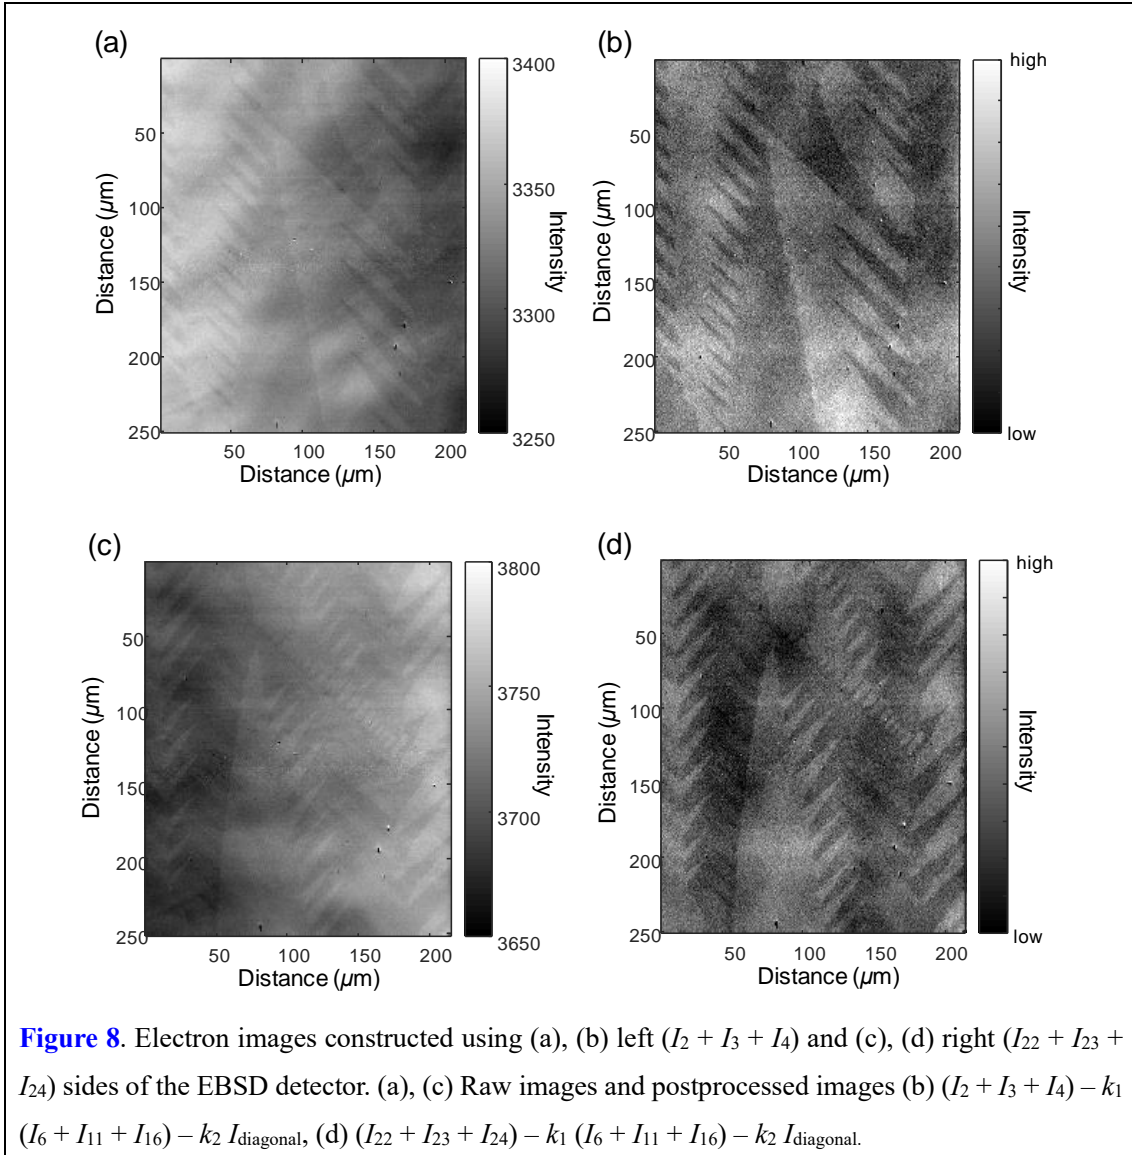 (a)
3400
3350
3300
3250
Intensity
50
100
150
200
250
Distance (µm)
50 100 150 200
Distance (µm)
(b)
high
low
Intensity
50
100
150
200
250
Distance (µm)
50 100 150 200
Distance (µm)
(c)
3800
3750
3700
3650
Intensity
50
100
150
200
250
Distance (µm)
50 100 150 200
Distance (µm)
(d)
high
low
Intensity
50
100
150
200
250
Distance (µm)
50 100 150 200
Distance (µm)
Figure 8. Electron images constructed using (a), (b) left (I2 + I3 + I4) and (c), (d) right (I22 + I23 +
I24) sides of the EBSD detector. (a), (c) Raw images and postprocessed images (b) (I2 + I3 + I4) – k1
(I6 + I11 + I16) – k2 Idiagonal, (d) (I22 + I23 + I24) – k1 (I6 + I11 + I16) – k2 Idiagonal.